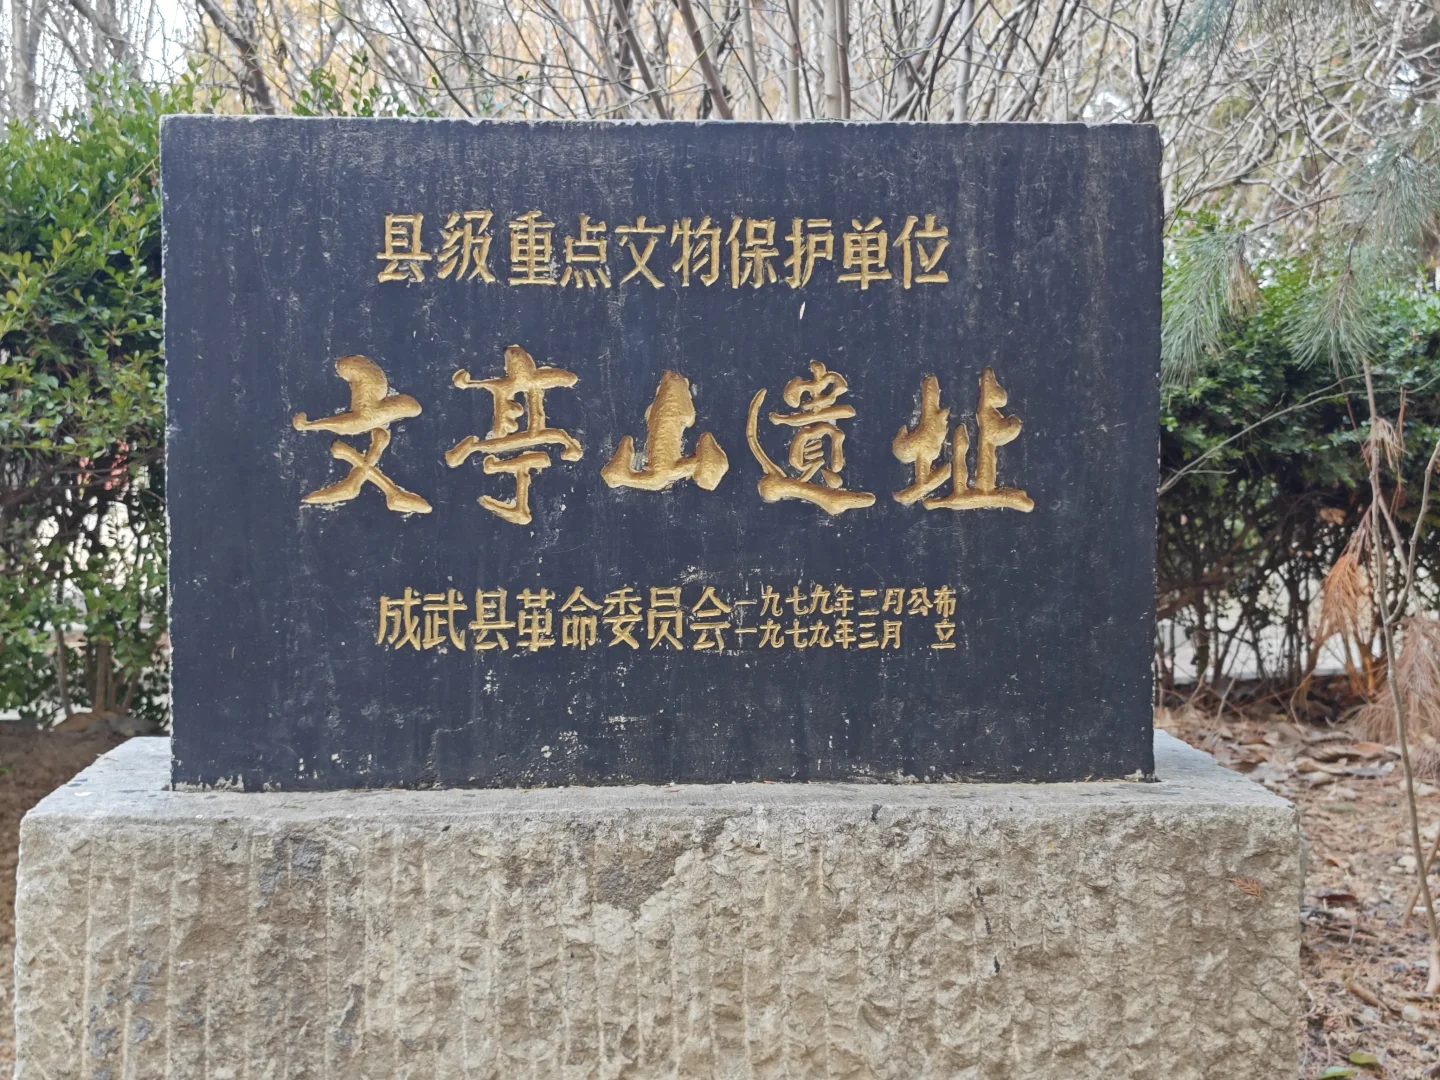 县级重点文物保护单位
文亭山遺址
成武县革命委员会
一九七九年二月公布
一九七九年三月 立